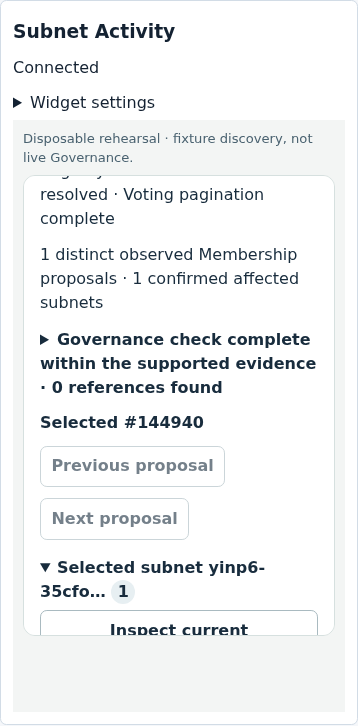 Subnet Activity
Connected
▶ Widget settings
Disposable rehearsal · fixture discovery, not
live Governance.
resolved · Voting pagination
complete
1 distinct observed Membership
proposals · 1 confirmed affected
subnets
▶ Governance check complete
within the supported evidence
· 0 references found
Selected #144940
Previous proposal
Next proposal
▼ Selected subnet yinp6-
35cfo… 1
Inspect current